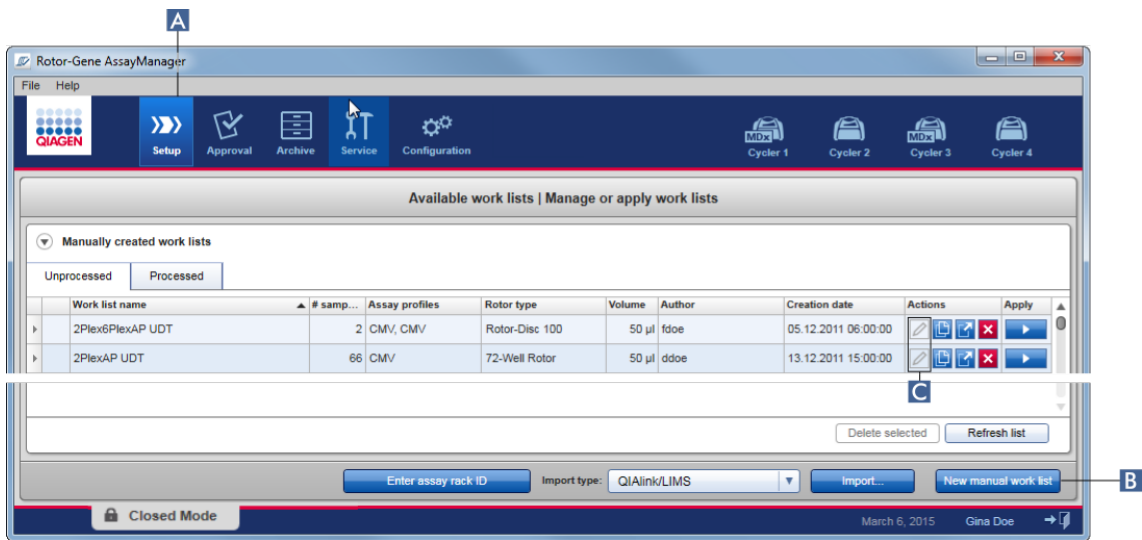 A
Rotor-Gene AssayManager
File Help
QIAGEN
Setup Approval Archive Service Configuration
MDx Cycler 1 Cycler 2 MDx Cycler 3 Cycler 4
Available work lists | Manage or apply work lists
Manually created work lists
Unprocessed Processed
Work list name # samp... Assay profiles Rotor type Volume Author Creation date Actions Apply
2Plex6PlexAP UDT 2 CMV, CMV Rotor-Disc 100 50 µl fdoe 05.12.2011 06:00:00
2PlexAP UDT 66 CMV 72-Well Rotor 50 µl ddoe 13.12.2011 15:00:00
C
Delete selected Refresh list
Enter assay rack ID Import type: QIAlink/LIMS Import... New manual work list
B
Closed Mode March 6, 2015 Gina Doe